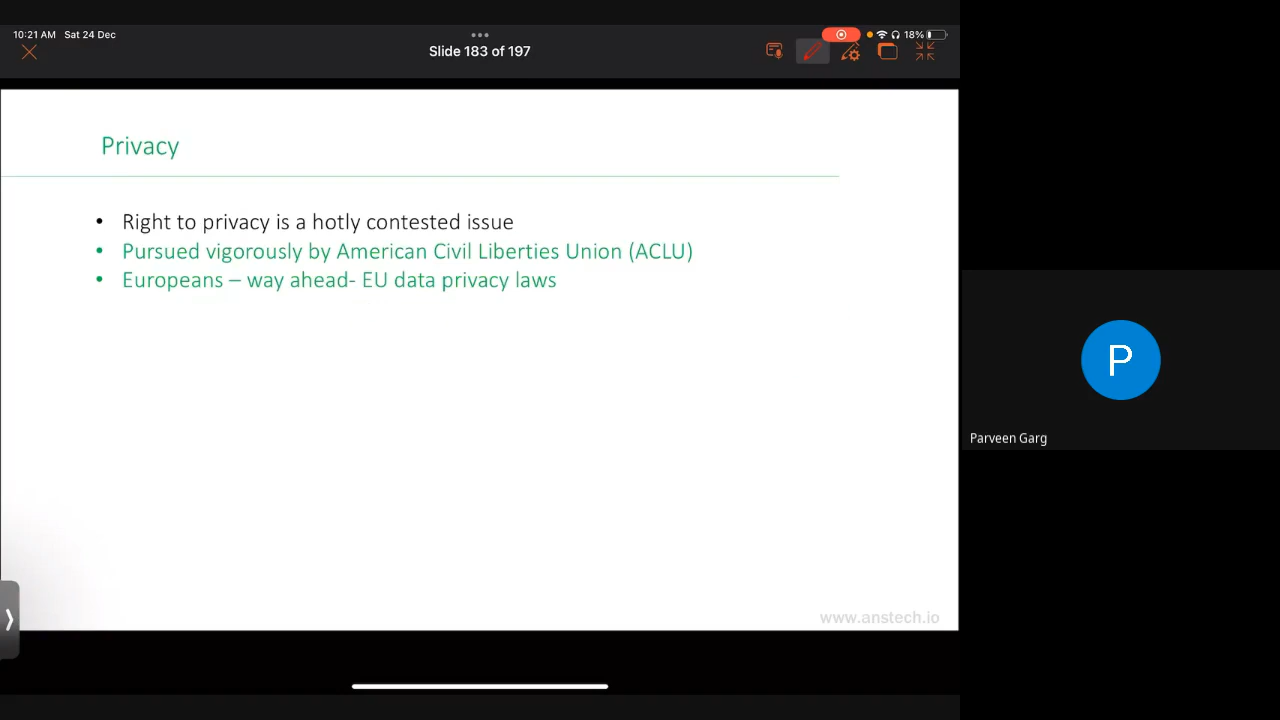 10:21 AM Sat 24 Dec
18%
Slide 183 of 197
Privacy
• Right to privacy is a hotly contested issue
• Pursued vigorously by American Civil Liberties Union (ACLU)
• Europeans – way ahead- EU data privacy laws
P
Parveen Garg
www.anstech.io